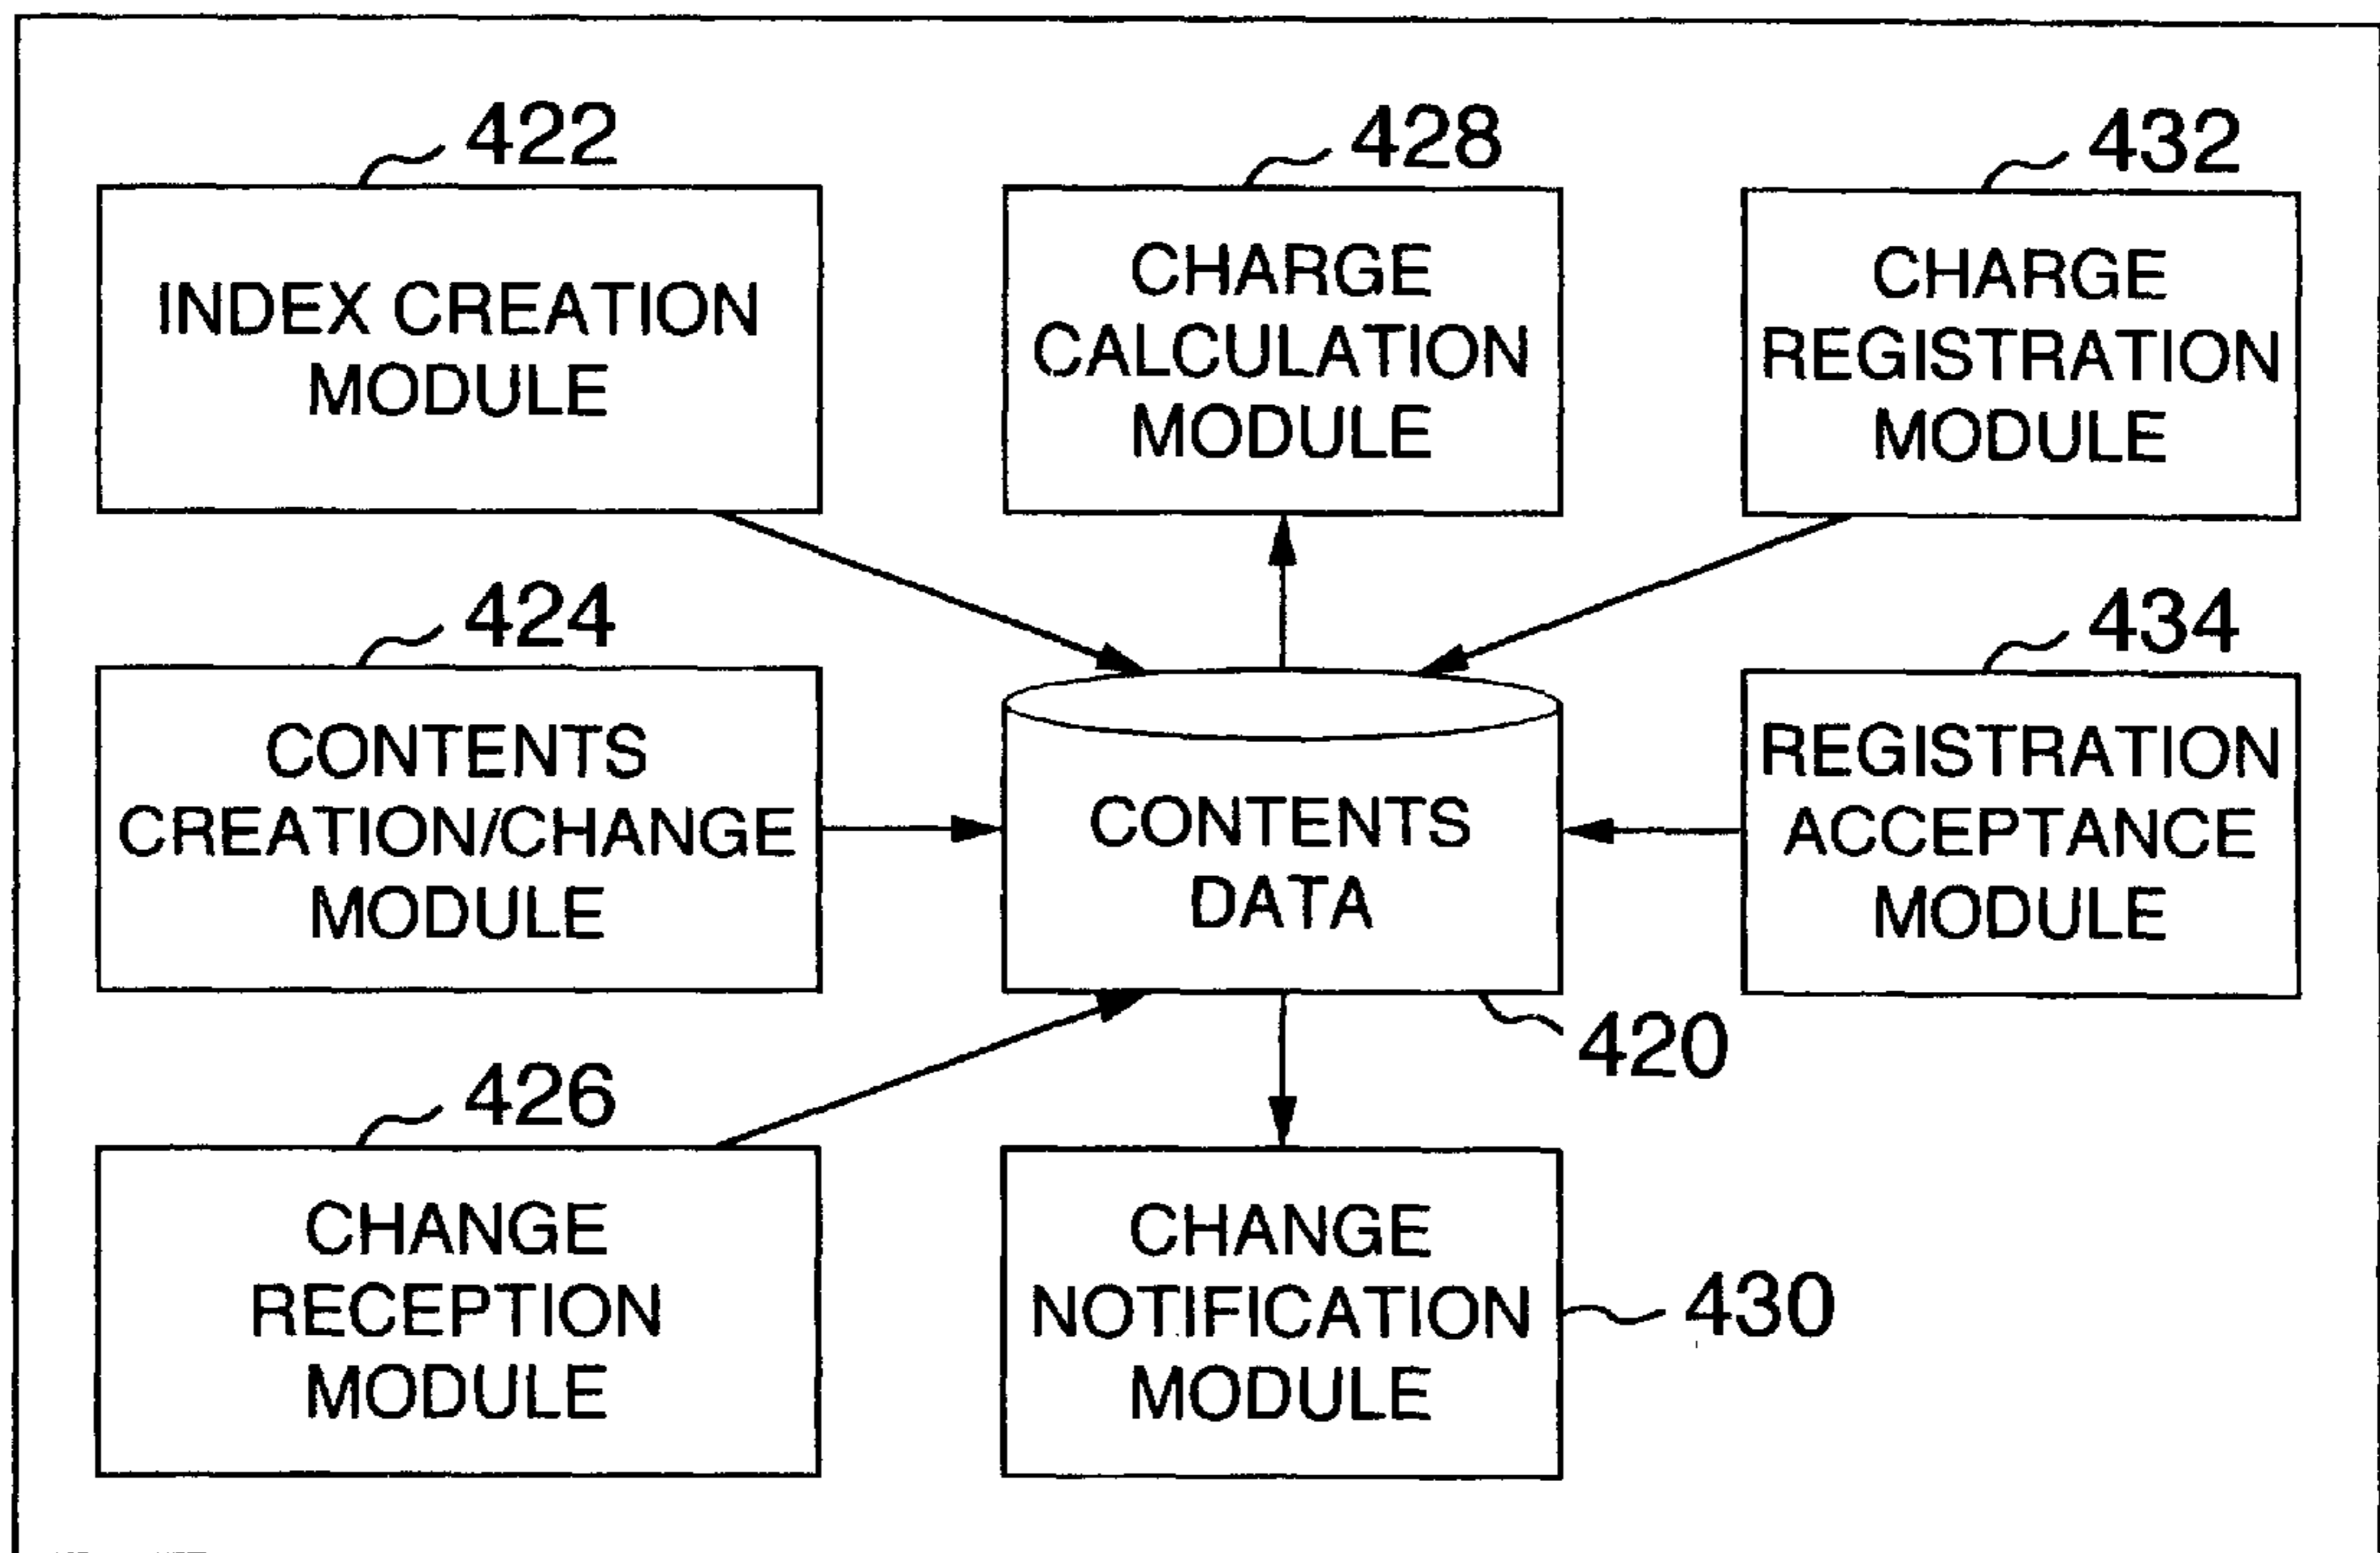 422
INDEX CREATION
MODULE
428
CHARGE
CALCULATION
MODULE
432
CHARGE
REGISTRATION
MODULE
424
CONTENTS
CREATION/CHANGE
MODULE
CONTENTS
DATA
420
434
REGISTRATION
ACCEPTANCE
MODULE
426
CHANGE
RECEPTION
MODULE
CHANGE
NOTIFICATION
MODULE
430